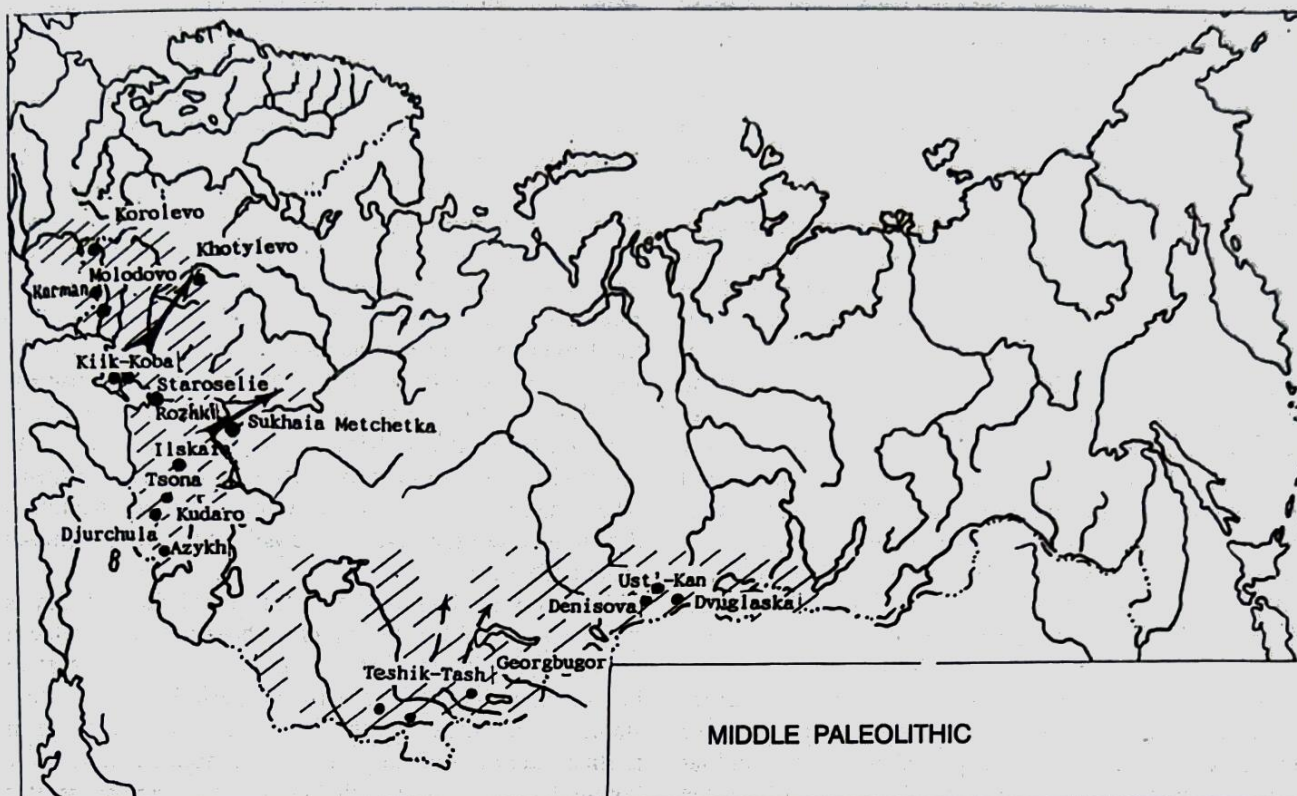 Korolevo
Khotylevo
Molodovo
Korman
Kiik-Koba
Staroselie
Rozhki
Sukhaia Metchetka
Ilskaia
Tsona
Kudaro
Djurchula
Azykh
Ust'-Kan
Denisova
Dvuglaska
Georgbugor
Teshik-Tash
MIDDLE PALEOLITHIC